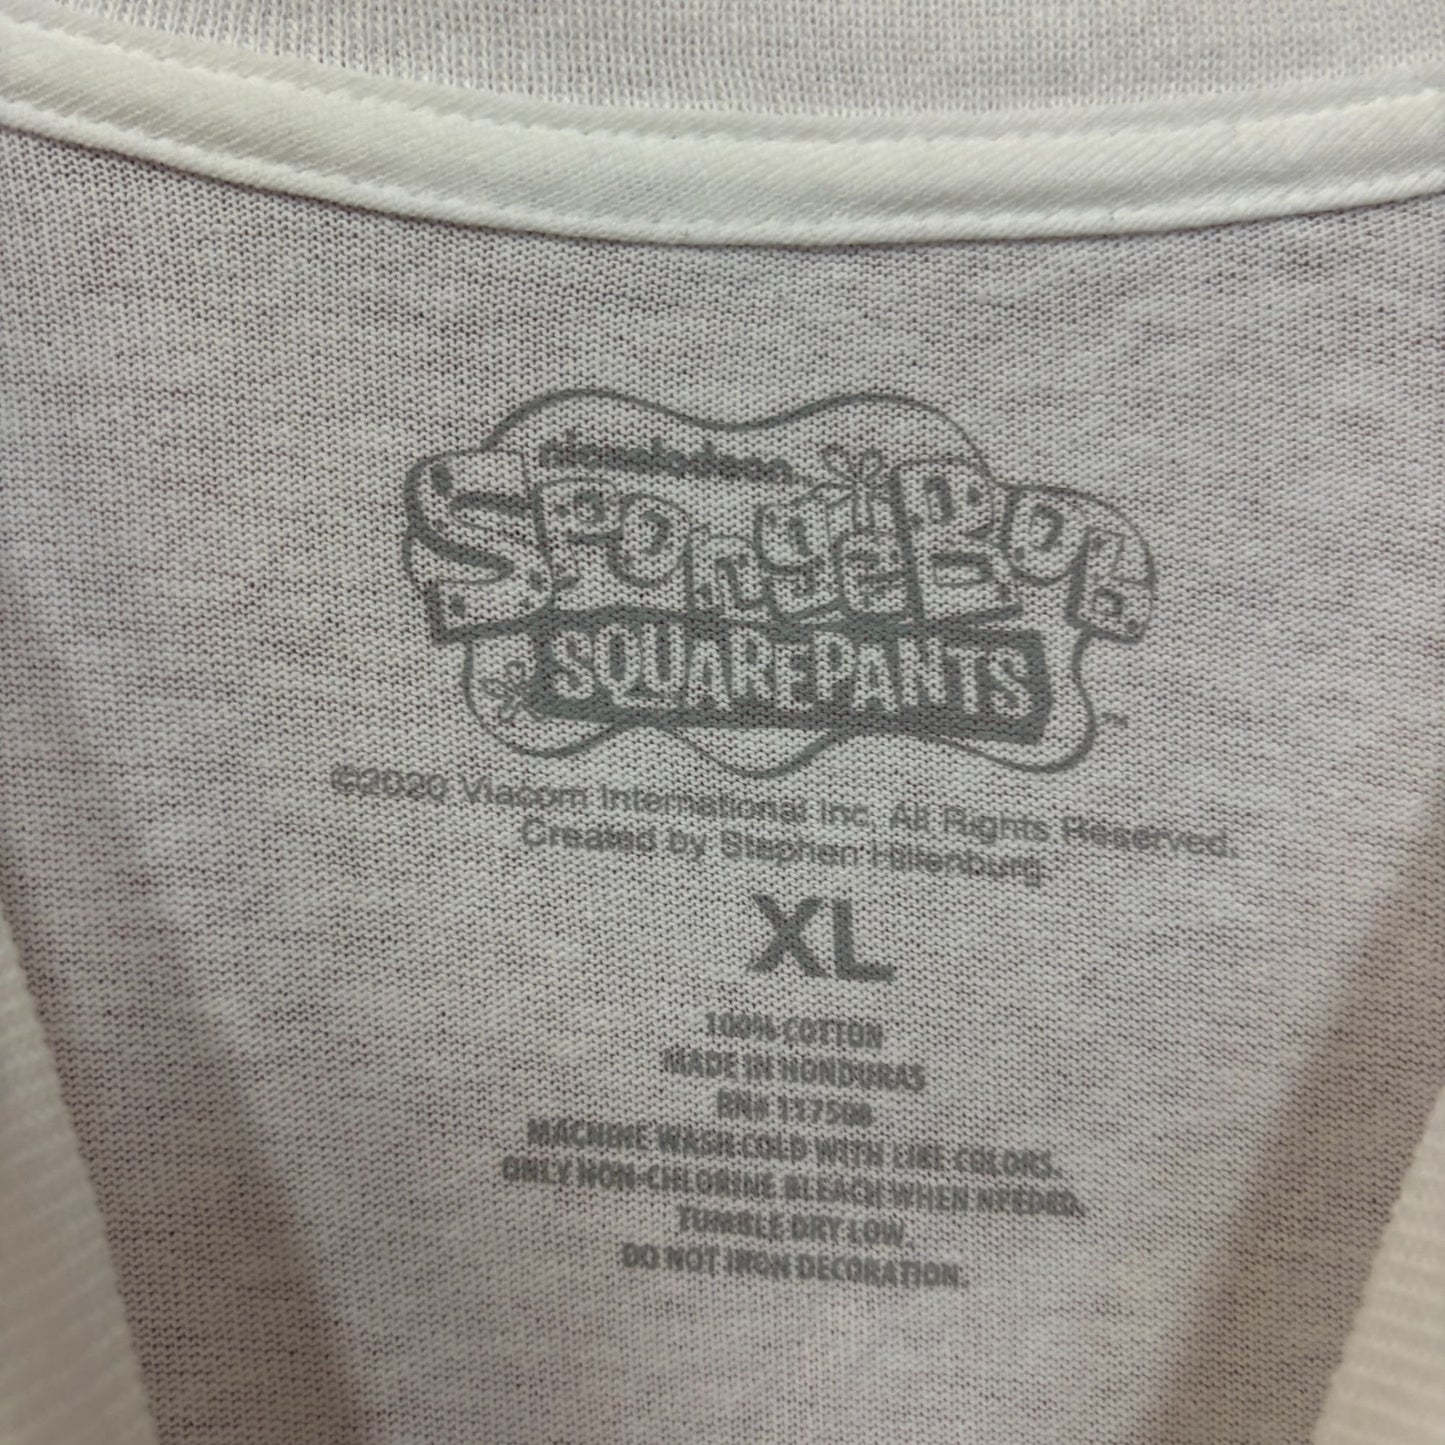 nickelodeon
SpongeBob
SQUAREPANTS
™
©2020 Viacom International Inc. All Rights Reserved.
Created by Stephen Hillenburg.
XL
100% COTTON
MADE IN HONDURAS
RN#
MACHINE WASH COLD WITH LIKE COLORS.
ONLY NON-CHLORINE BLEACH WHEN NEEDED.
TUMBLE DRY LOW.
DO NOT IRON DECORATION.